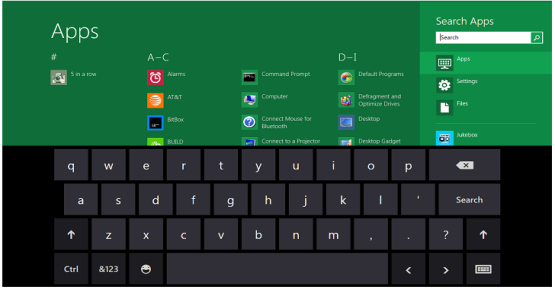 Apps
Search Apps
Search
#
A–C
D–I
5 in a row
Alarms
Command Prompt
Default Programs
Apps
AT&T
Computer
Defragment and
Optimize Drives
Settings
BitBox
Connect Mouse for
Bluetooth
Desktop
Files
BUILD
Connect to a Projector
Desktop Gadget
Jukebox
q w e r t y u i o p
a s d f g h j k l ' Search
z x c v b n m , . ?
Ctrl &123 < >